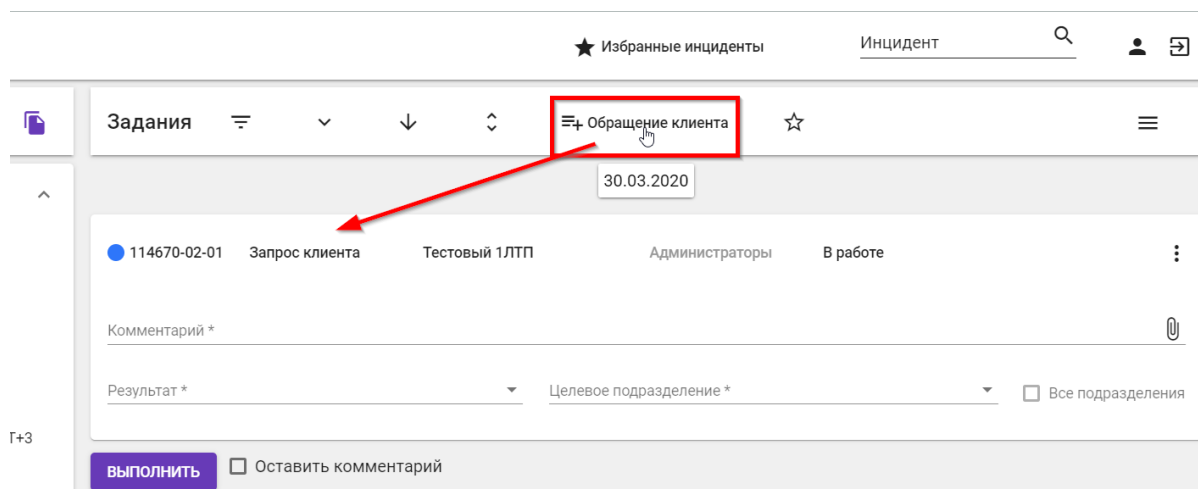 Избранные инциденты
Инцидент
Задания
Обращение клиента
30.03.2020
114670-02-01 Запрос клиента Тестовый 1ЛТП Администраторы В работе
Комментарий *
Результат * Целевое подразделение * Все подразделения
T+3
ВЫПОЛНИТЬ Оставить комментарий